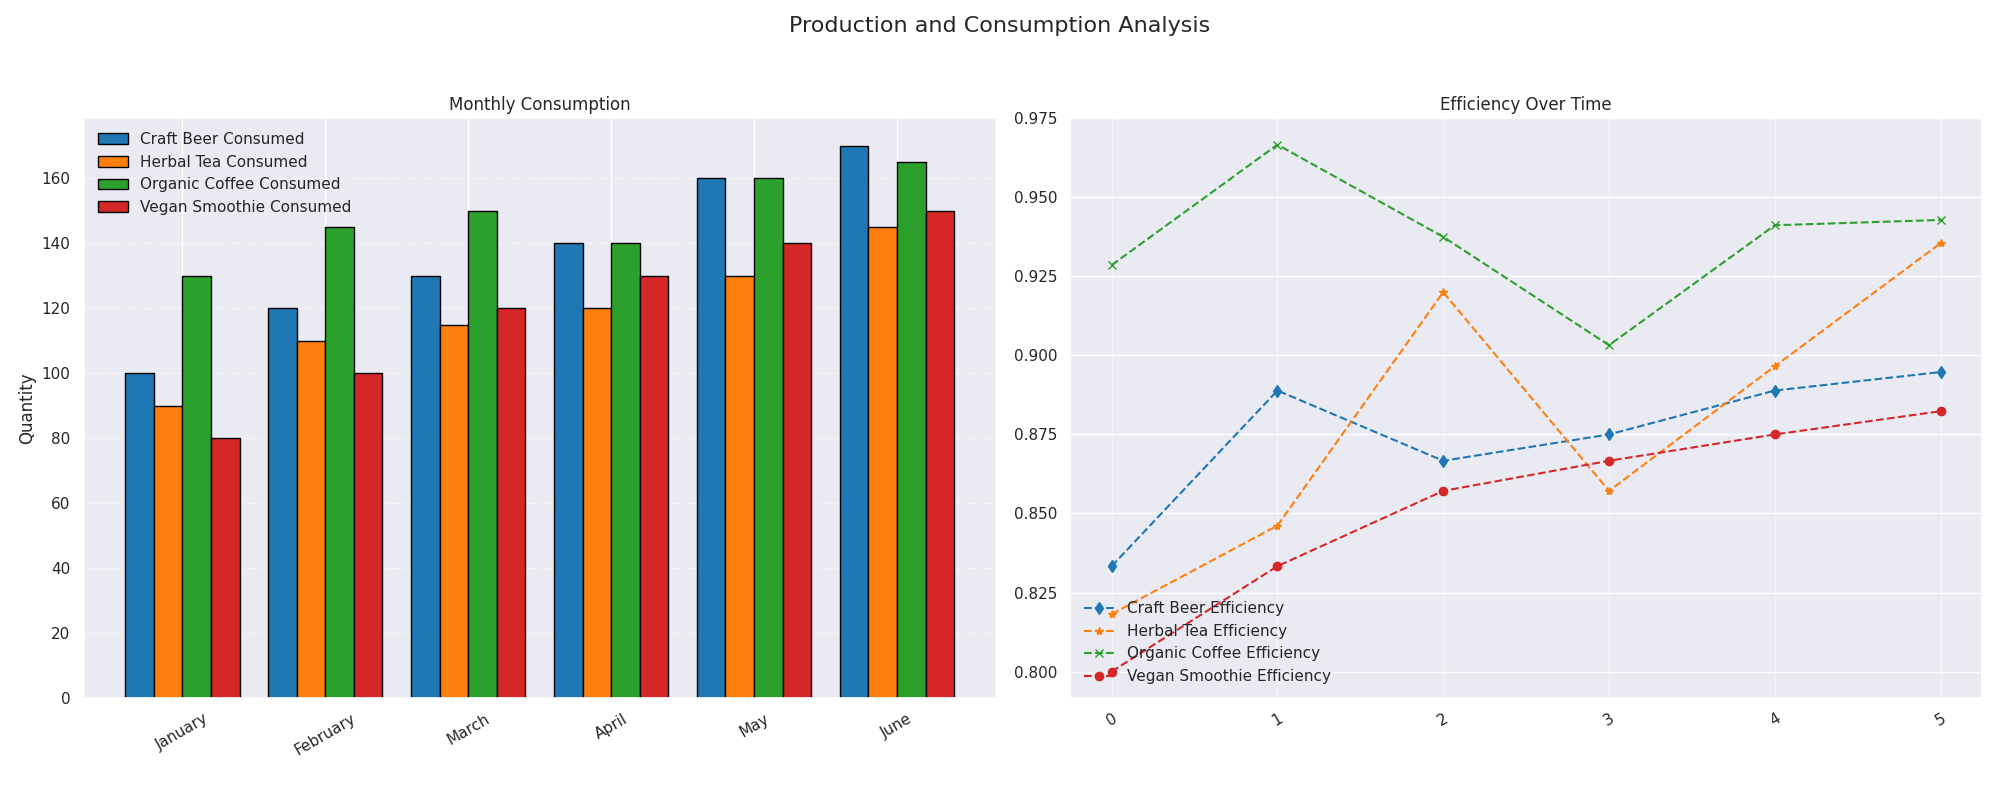 Production and Consumption Analysis
Monthly Consumption
Craft Beer Consumed
Herbal Tea Consumed
Organic Coffee Consumed
Vegan Smoothie Consumed
Quantity
160
140
120
100
80
60
40
20
0
January
February
March
April
May
June
Efficiency Over Time
0.975
0.950
0.925
0.900
0.875
0.850
0.825
0.800
Craft Beer Efficiency
Herbal Tea Efficiency
Organic Coffee Efficiency
Vegan Smoothie Efficiency
0
1
2
3
4
5